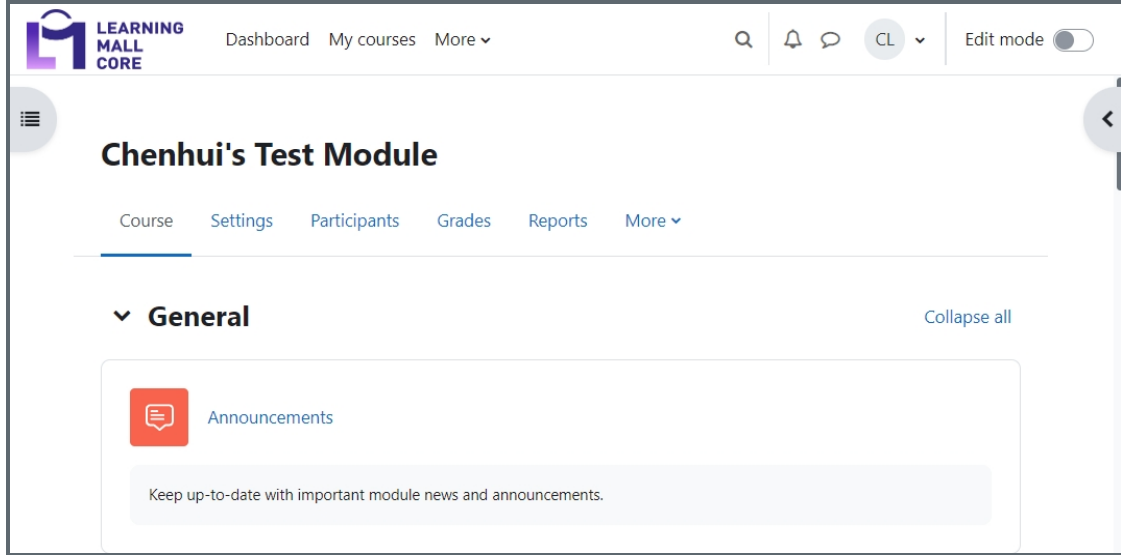 LEARNING
MALL
CORE
Dashboard My courses More CL Edit mode
Chenhui's Test Module
Course Settings Participants Grades Reports More
General Collapse all
Announcements
Keep up-to-date with important module news and announcements.